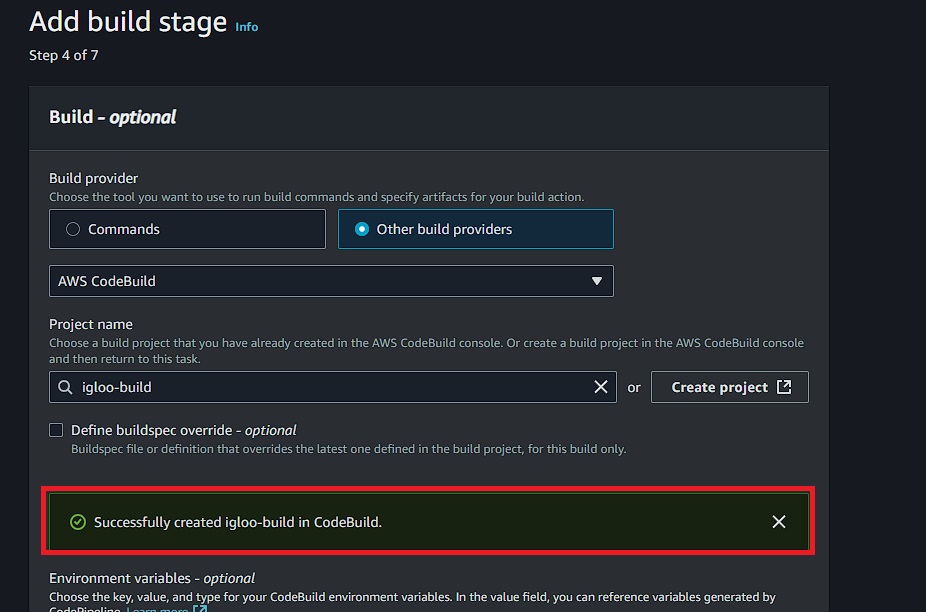 Add build stage Info
Step 4 of 7
Build - optional
Build provider
Choose the tool you want to use to run build commands and specify artifacts for your build action.
Commands
Other build providers
AWS CodeBuild
Project name
Choose a build project that you have already created in the AWS CodeBuild console. Or create a build project in the AWS CodeBuild console
and then return to this task.
igloo-build
or
Create project
Define buildspec override - optional
Buildspec file or definition that overrides the latest one defined in the build project, for this build only.
Successfully created igloo-build in CodeBuild.
Environment variables - optional
Choose the key, value, and type for your CodeBuild environment variables. In the value field, you can reference variables generated by
CodePipeline. Learn more